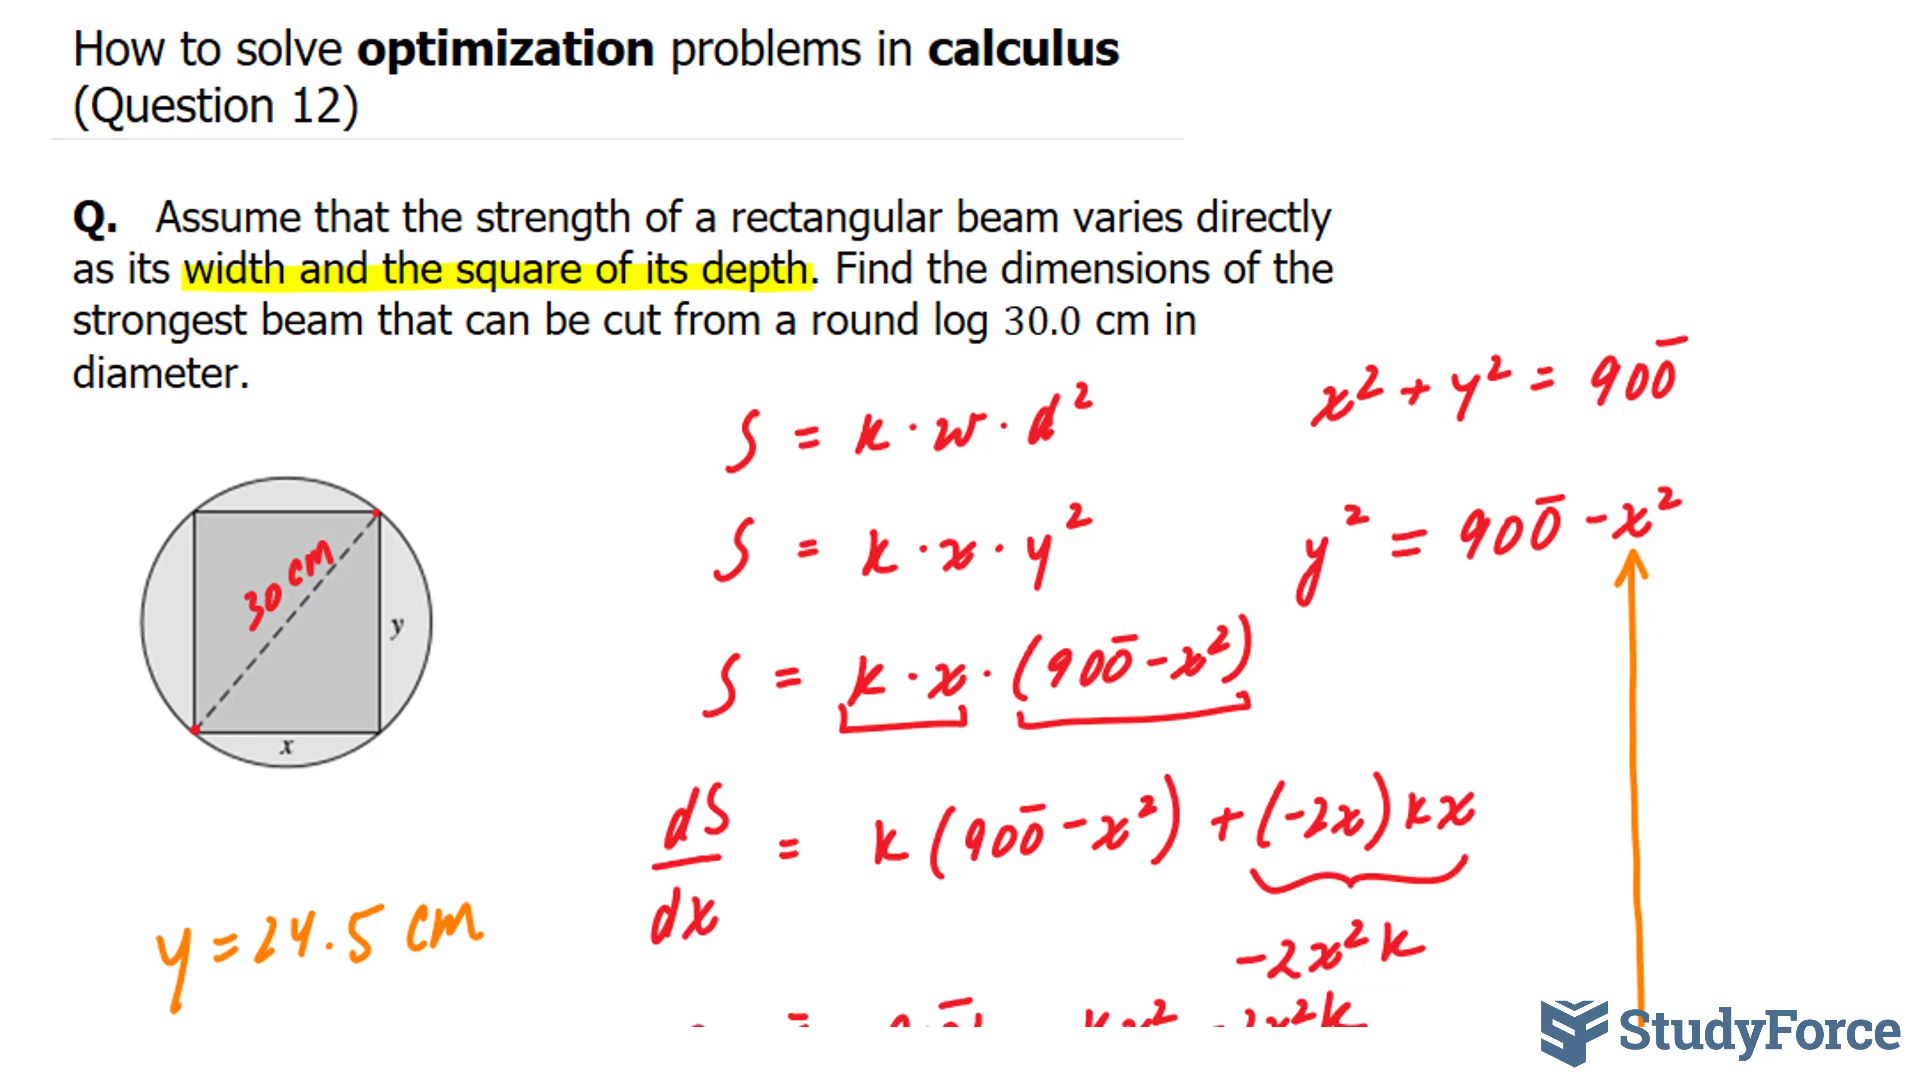 How to solve optimization problems in calculus
(Question 12)
Q. Assume that the strength of a rectangular beam varies directly
as its width and the square of its depth. Find the dimensions of the
strongest beam that can be cut from a round log 30.0 cm in
diameter.
x² + y² = 900̅
S = k · w · d²
y² = 900̅ - x²
S = k · x · y²
30 cm
y
x
S = k · x · (900̅ - x²)
dS/dx = k (900̅ - x²) + (-2x) kx
-2x²k
y = 24.5 cm
StudyForce